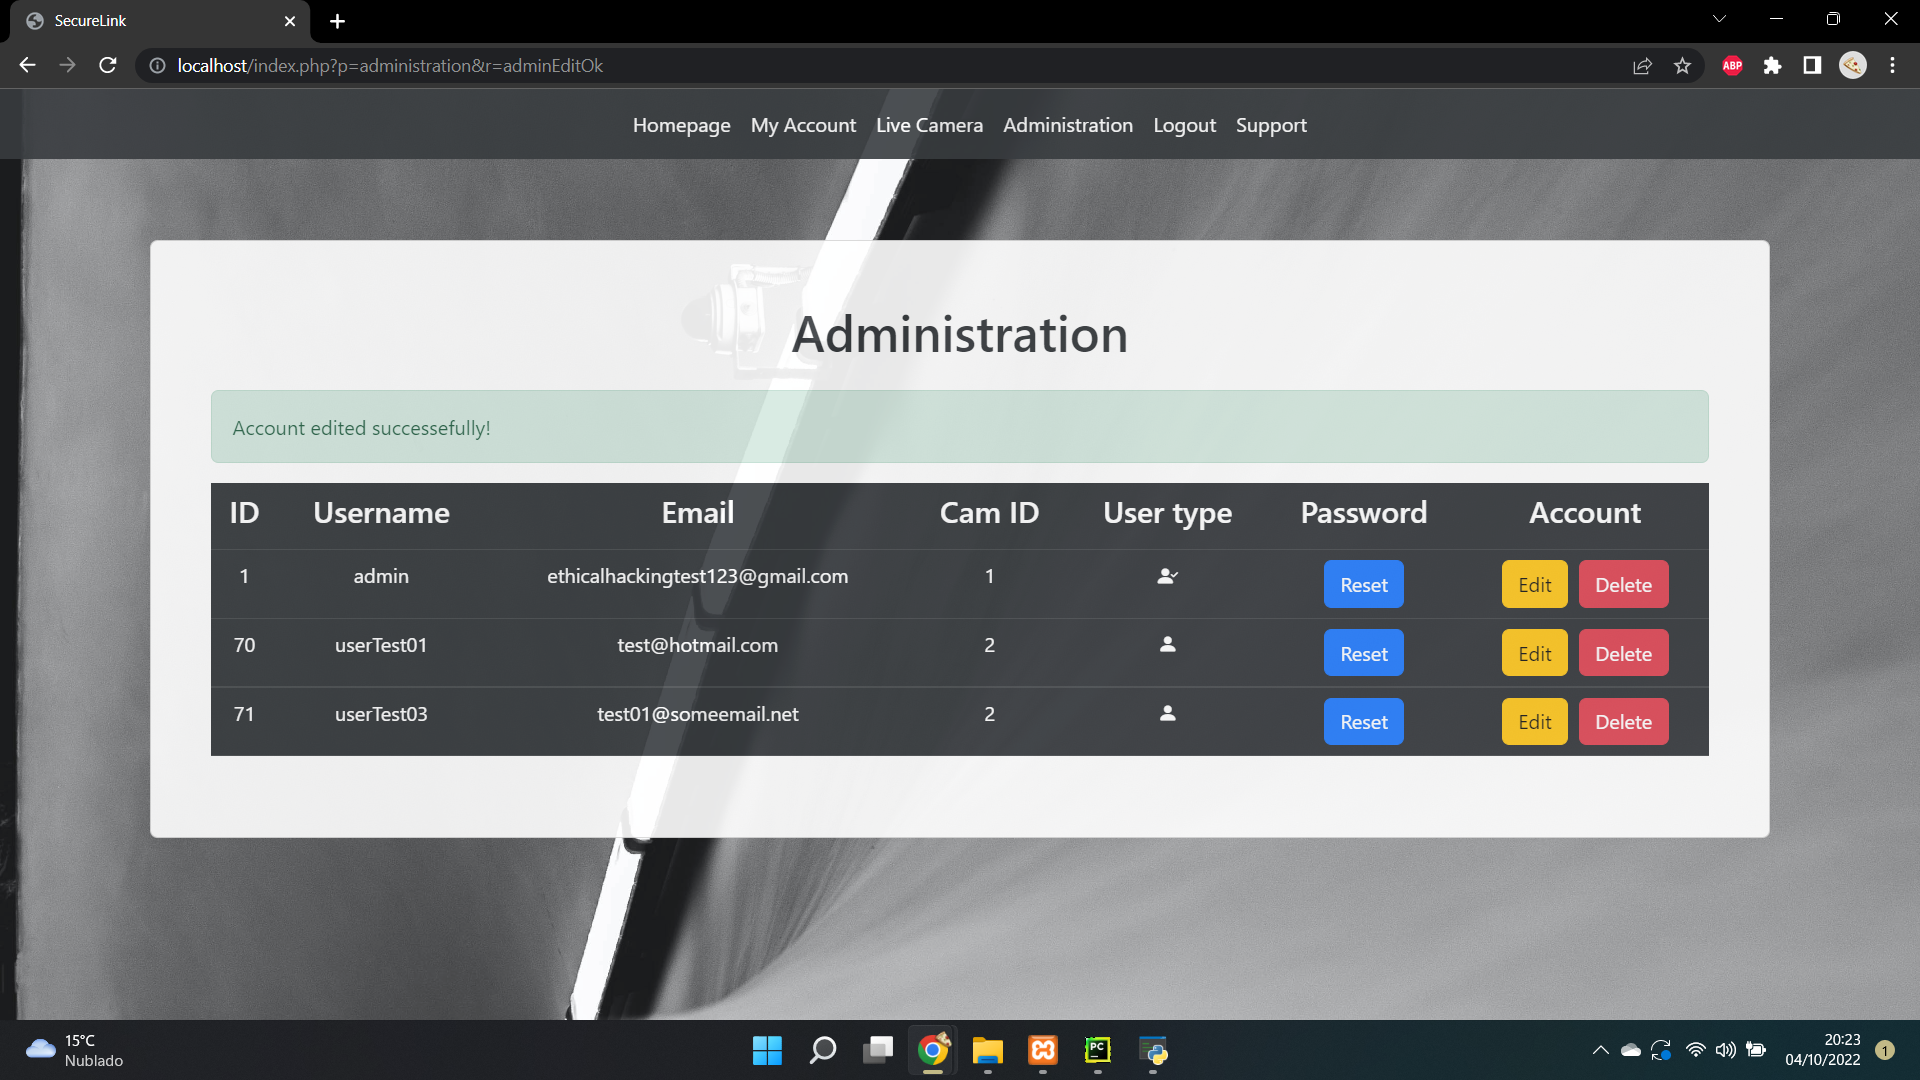 SecureLink
localhost/index.php?p=administration&r=adminEditOk
ABP
Homepage My Account Live Camera Administration Logout Support
Administration
Account edited successefully!
ID Username Email Cam ID User type Password Account
1 admin ethicalhackingtest123@gmail.com 1 Reset Edit Delete
70 userTest01 test@hotmail.com 2 Reset Edit Delete
71 userTest03 test01@someemail.net 2 Reset Edit Delete
15°C
Nublado
PC
20:23
04/10/2022
1